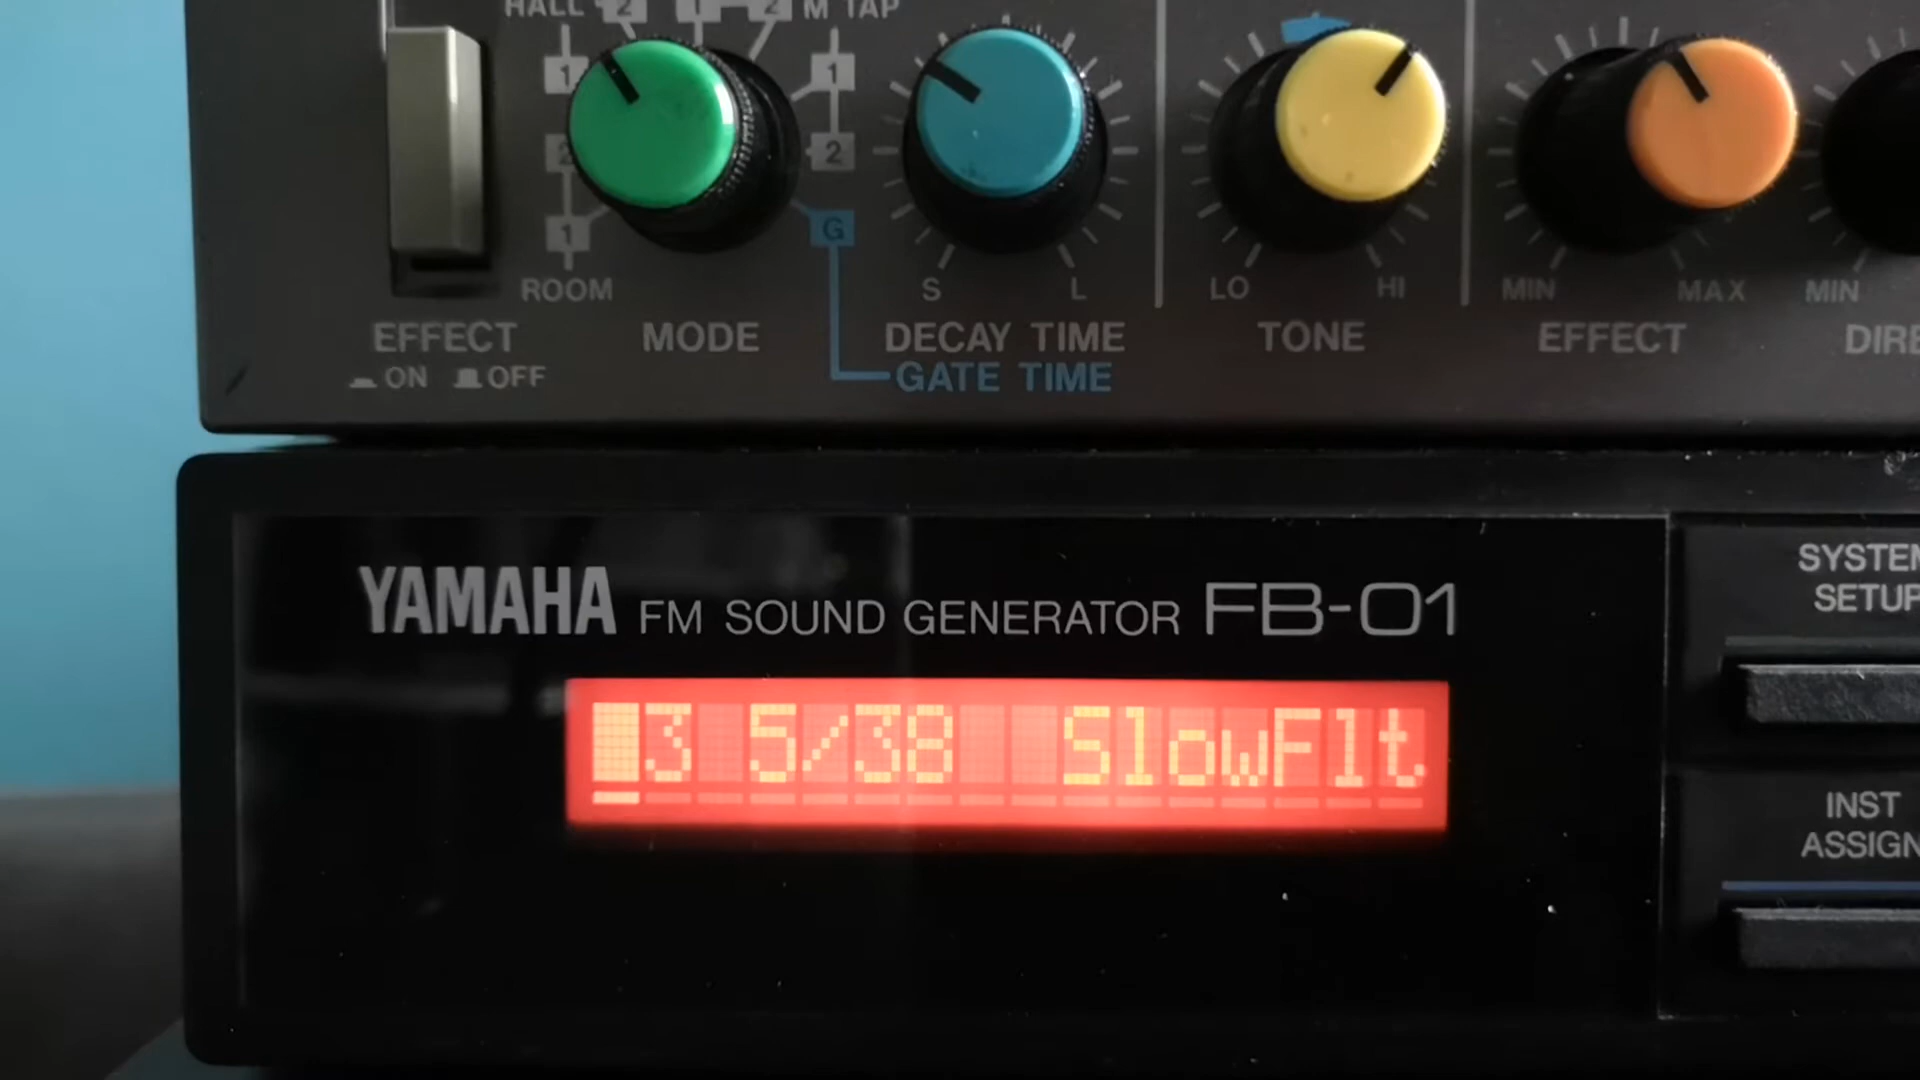 HALL 2 1 2 M TAP
1 1
2 2
1 G
ROOM S L LO HI MIN MAX MIN
EFFECT MODE DECAY TIME TONE EFFECT
ON OFF GATE TIME
YAMAHA FM SOUND GENERATOR FB-01
3 5/38 SlowFlt
SYSTEM
SETUP
INST
ASSIGN